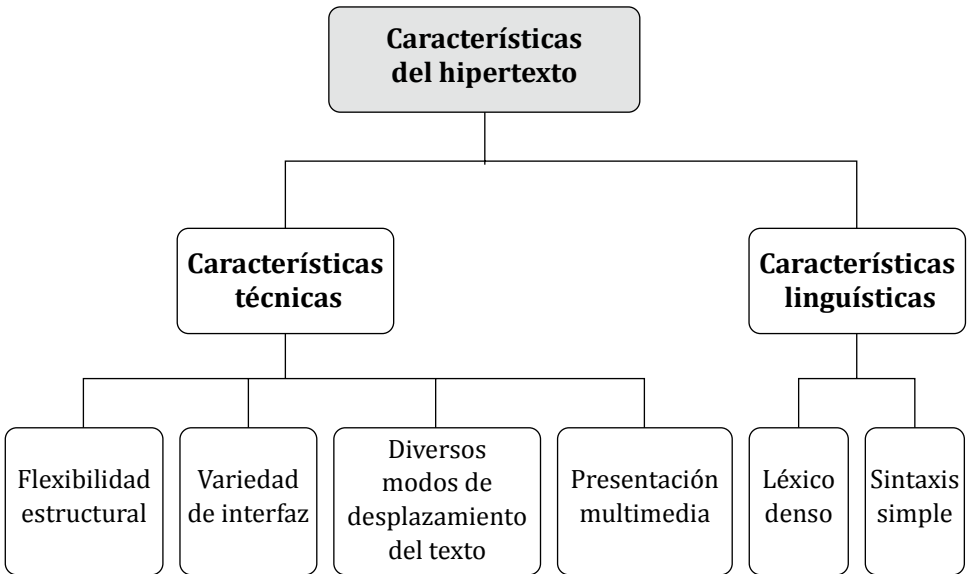 Características
del hipertexto
Características
técnicas
Características
linguísticas
Flexibilidad
estructural
Variedad
de interfaz
Diversos
modos de
desplazamiento
del texto
Presentación
multimedia
Léxico
denso
Sintaxis
simple